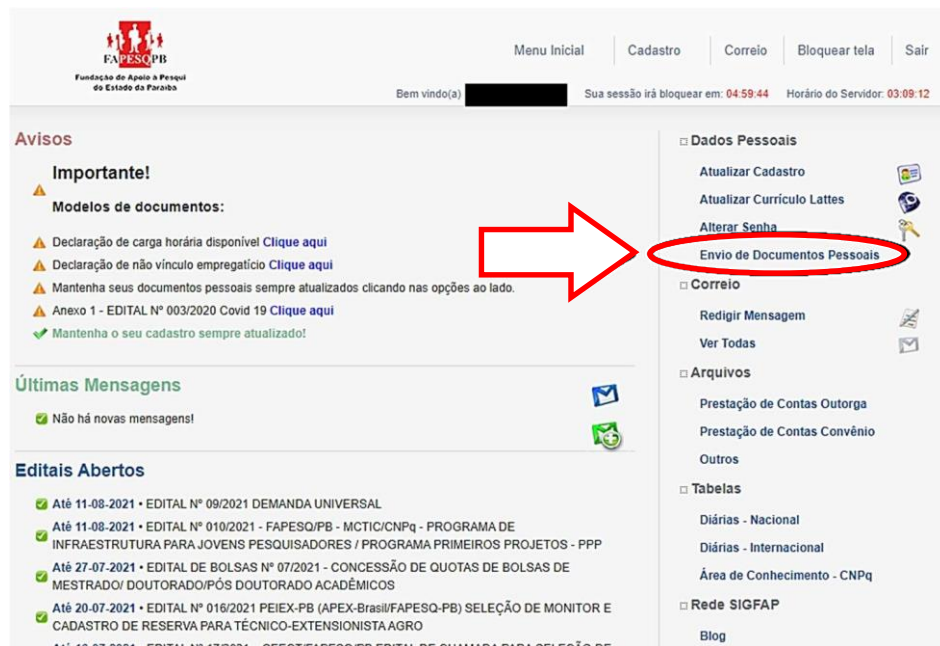 FAPESQPB
Fundação de Apoio à Pesqui
do Estado da Paraíba
Menu Inicial
Cadastro
Correio
Bloquear tela
Sair
Bem vindo(a)
Sua sessão irá bloquear em: 04:59:44
Horário do Servidor: 03:09:12
Avisos
Importante!
Modelos de documentos:
Declaração de carga horária disponível Clique aqui
Declaração de não vínculo empregatício Clique aqui
Mantenha seus documentos pessoais sempre atualizados clicando nas opções ao lado.
Anexo 1 - EDITAL Nº 003/2020 Covid 19 Clique aqui
Mantenha o seu cadastro sempre atualizado!
Últimas Mensagens
Não há novas mensagens!
Editais Abertos
Até 11-08-2021 • EDITAL Nº 09/2021 DEMANDA UNIVERSAL
Até 11-08-2021 • EDITAL Nº 010/2021 - FAPESQ/PB - MCTIC/CNPq - PROGRAMA DE
INFRAESTRUTURA PARA JOVENS PESQUISADORES / PROGRAMA PRIMEIROS PROJETOS - PPP
Até 27-07-2021 • EDITAL DE BOLSAS Nº 07/2021 - CONCESSÃO DE QUOTAS DE BOLSAS DE
MESTRADO/ DOUTORADO/PÓS DOUTORADO ACADÊMICOS
Até 20-07-2021 • EDITAL Nº 016/2021 PEIEX-PB (APEX-Brasil/FAPESQ-PB) SELEÇÃO DE MONITOR E
CADASTRO DE RESERVA PARA TÉCNICO-EXTENSIONISTA AGRO
Dados Pessoais
Atualizar Cadastro
Atualizar Currículo Lattes
Alterar Senha
Envio de Documentos Pessoais
Correio
Redigir Mensagem
Ver Todas
Arquivos
Prestação de Contas Outorga
Prestação de Contas Convênio
Outros
Tabelas
Diárias - Nacional
Diárias - Internacional
Área de Conhecimento - CNPq
Rede SIGFAP
Blog